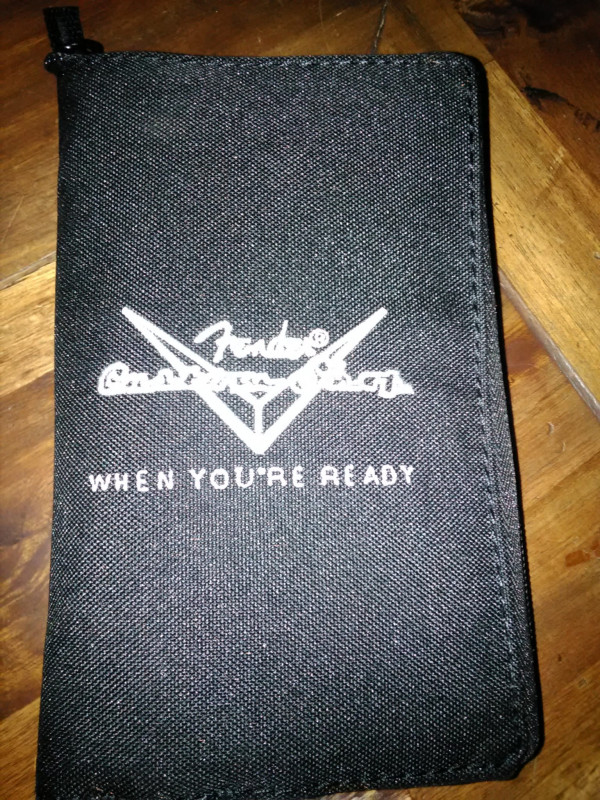 Fender®
Custom Shop
WHEN YOU'RE READY